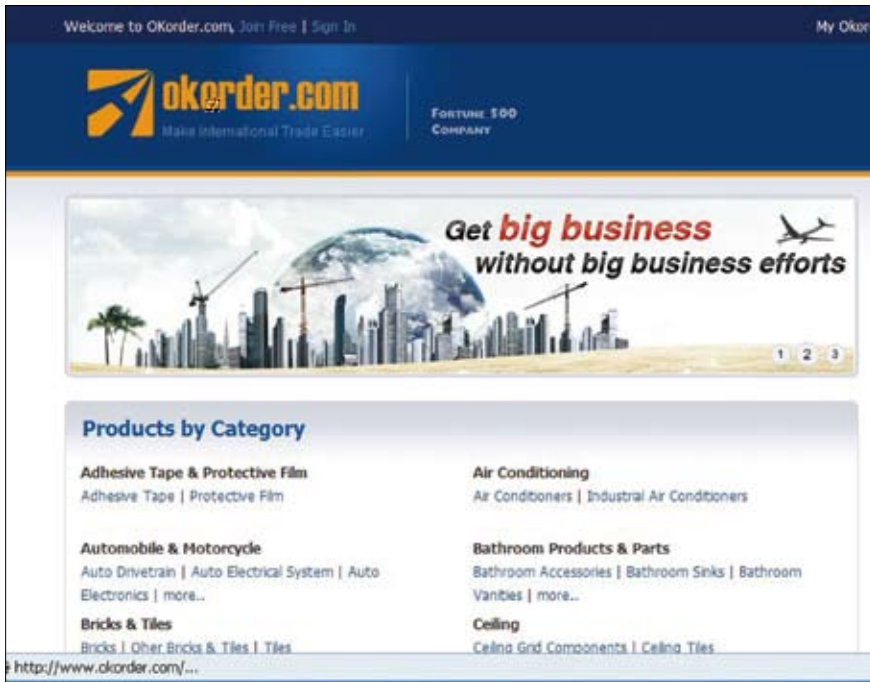 Welcome to OKorder.com, Join Free | Sign In
My Okor
okorder.com
Make International Trade Easier
FORTUNE 500
COMPANY
Get big business
without big business efforts
1 2 3
Products by Category
Adhesive Tape & Protective Film
Adhesive Tape | Protective Film
Air Conditioning
Air Conditioners | Industral Air Conditioners
Automobile & Motorcycle
Auto Drivetrain | Auto Electrical System | Auto
Electronics | more..
Bathroom Products & Parts
Bathroom Accessories | Bathroom Sinks | Bathroom
Vanities | more..
Bricks & Tiles
Bricks | Oher Bricks & Tiles | Tiles
Ceiling
Ceiling Grid Components | Ceiling Tiles
http://www.okorder.com/...